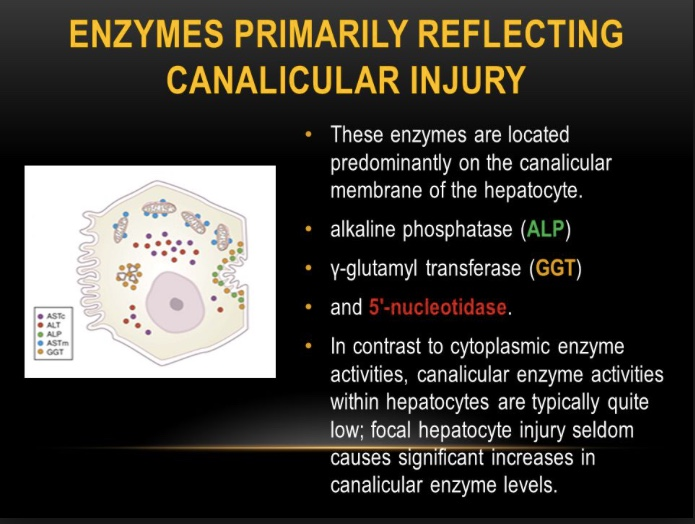 ENZYMES PRIMARILY REFLECTING
CANALICULAR INJURY
• These enzymes are located
predominantly on the canalicular
membrane of the hepatocyte.
• alkaline phosphatase (ALP)
• γ-glutamyl transferase (GGT)
• and 5'-nucleotidase.
• In contrast to cytoplasmic enzyme
activities, canalicular enzyme activities
within hepatocytes are typically quite
low; focal hepatocyte injury seldom
causes significant increases in
canalicular enzyme levels.
ASTc
ALT
ALP
ASTm
GGT